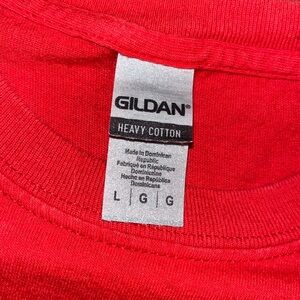 GILDAN®
HEAVY COTTON
Made in Dominican
Republic
Fabriqué en République
Dominicaine
Hecho en República
Dominicana
L | G | G